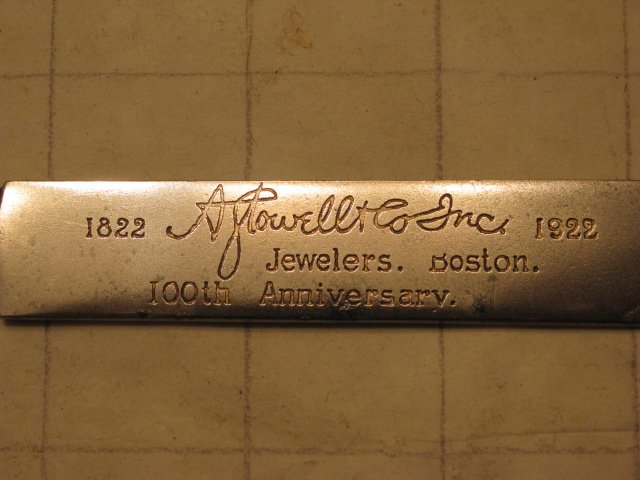 1822 A Stowell & Co Inc. 1922
Jewelers. Boston.
100th Anniversary.